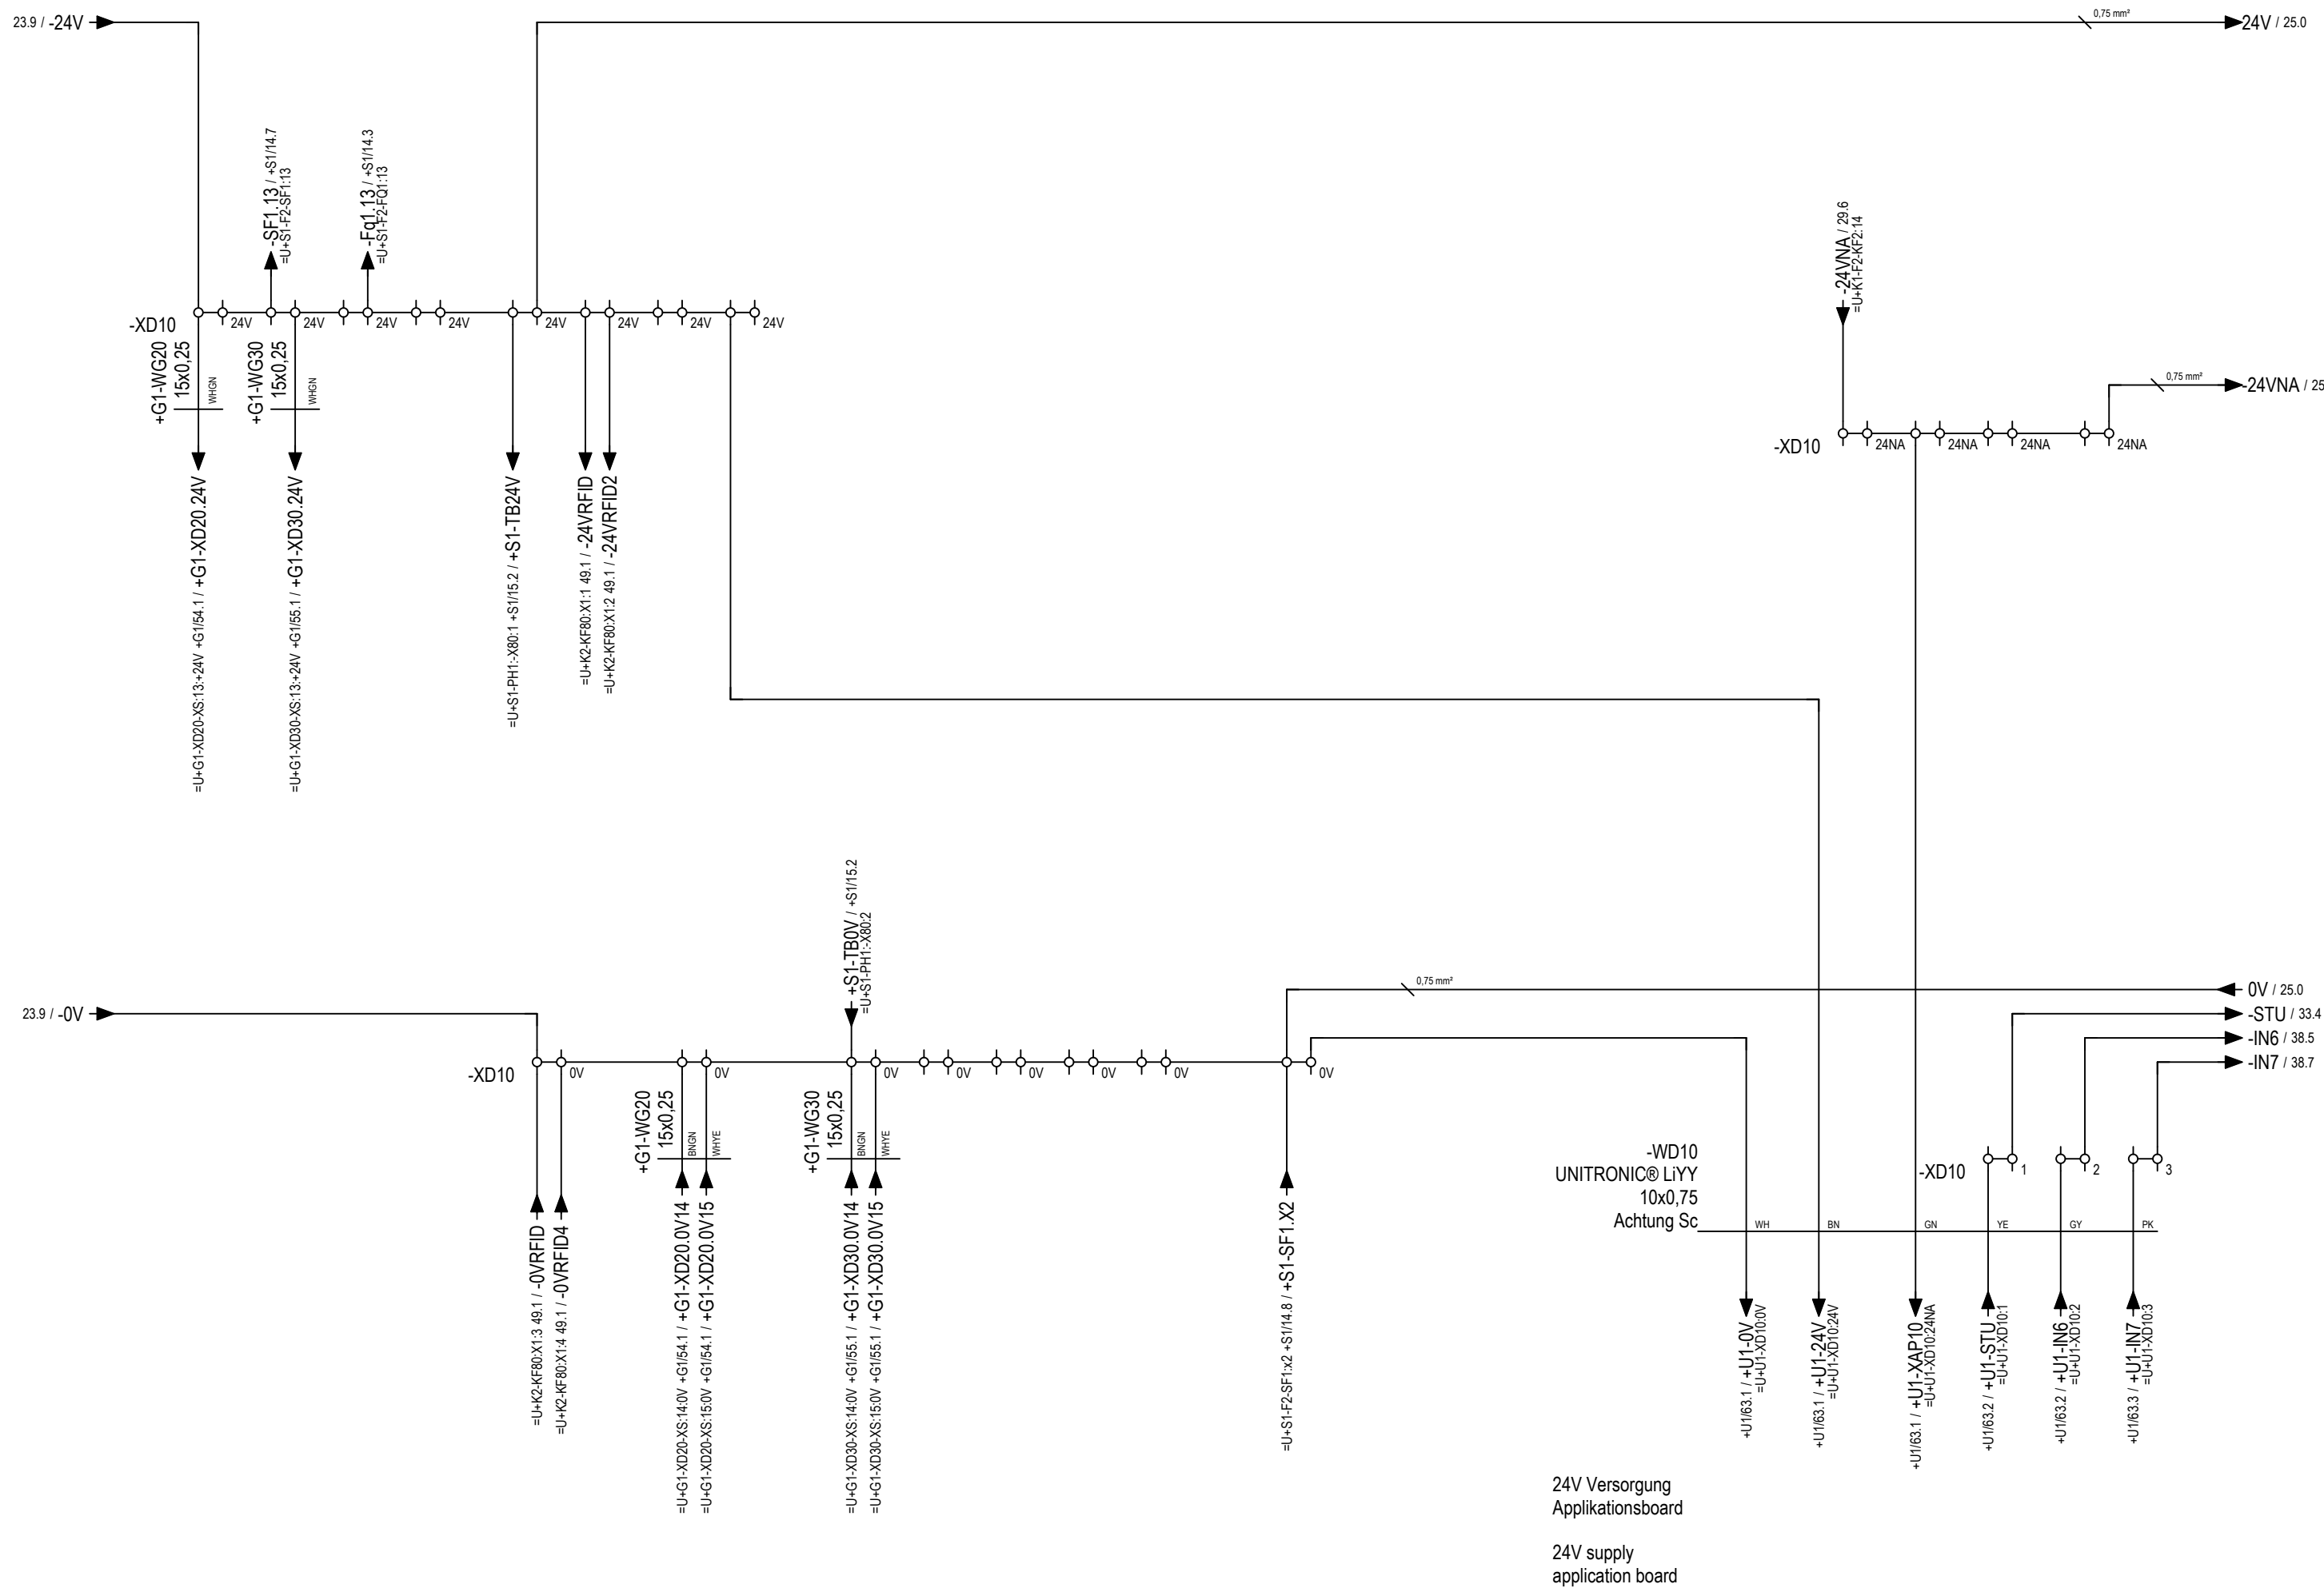 23.9 / -24V
0,75 mm²
24V / 25.0
-SF1.13 / +S1/14.7
=U+S1-F2-SF1:13
-Fq1.13 / +S1/14.3
=U+S1-F2-FQ1:13
-24VNA / 29.6
=U+K1-F2-KF2:14
-XD10
24V
24V
24V
24V
24V
24V
24V
24V
+G1-WG20
15x0,25
WHGN
+G1-WG30
15x0,25
WHGN
0,75 mm²
-24VNA / 25
-XD10
24NA
24NA
24NA
24NA
=U+G1-XD20-XS:13:+24V +G1/54.1 / +G1-XD20.24V
=U+G1-XD30-XS:13:+24V +G1/55.1 / +G1-XD30.24V
=U+S1-PH1:-X80:1 +S1/15.2 / +S1-TB24V
=U+K2-KF80:X1:1 49.1 / -24VRFID
=U+K2-KF80:X1:2 49.1 / -24VRFID2
+S1-TB0V / +S1/15.2
=U+S1-PH1:-X80:2
0,75 mm²
0V / 25.0
23.9 / -0V
-STU / 33.4
-IN6 / 38.5
-IN7 / 38.7
-XD10
0V
0V
0V
0V
0V
0V
0V
+G1-WG20
15x0,25
BNGN
WHYE
+G1-WG30
15x0,25
BNGN
WHYE
-WD10
UNITRONIC® LiYY
10x0,75
Achtung Sc
-XD10
1
2
3
WH
BN
GN
YE
GY
PK
=U+K2-KF80:X1:3 49.1 / -0VRFID
=U+K2-KF80:X1:4 49.1 / -0VRFID4
=U+G1-XD20-XS:14:0V +G1/54.1 / +G1-XD20.0V14
=U+G1-XD20-XS:15:0V +G1/54.1 / +G1-XD20.0V15
=U+G1-XD30-XS:14:0V +G1/55.1 / +G1-XD30.0V14
=U+G1-XD30-XS:15:0V +G1/55.1 / +G1-XD30.0V15
=U+S1-F2-SF1:x2 +S1/14.8 / +S1-SF1.X2
+U1/63.1 / +U1-0V
=U+U1-XD10:0V
+U1/63.1 / +U1-24V
=U+U1-XD10:24V
+U1/63.1 / +U1-XAP10
=U+U1-XD10:24NA
+U1/63.2 / +U1-STU
=U+U1-XD10:1
+U1/63.2 / +U1-IN6
=U+U1-XD10:2
+U1/63.3 / +U1-IN7
=U+U1-XD10:3
24V Versorgung
Applikationsboard
24V supply
application board